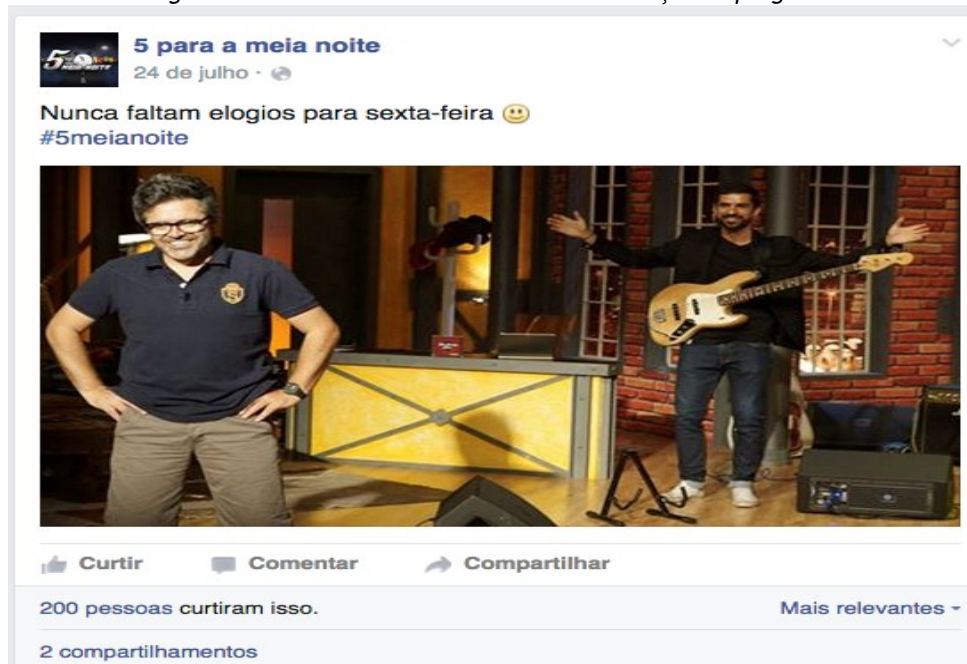 5 para a meia noite
24 de julho
Nunca faltam elogios para sexta-feira
#5meianoite
Curtir Comentar Compartilhar
200 pessoas curtiram isso. Mais relevantes
2 compartilhamentos